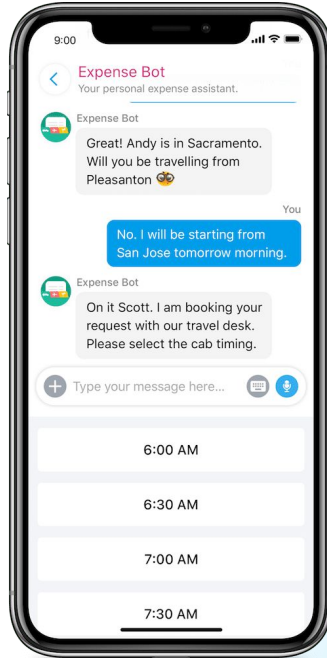 9:00
Expense Bot
Your personal expense assistant.
Expense Bot
Great! Andy is in Sacramento.
Will you be travelling from
Pleasanton
You
No. I will be starting from
San Jose tomorrow morning.
Expense Bot
On it Scott. I am booking your
request with our travel desk.
Please select the cab timing.
Type your message here...
6:00 AM
6:30 AM
7:00 AM
7:30 AM